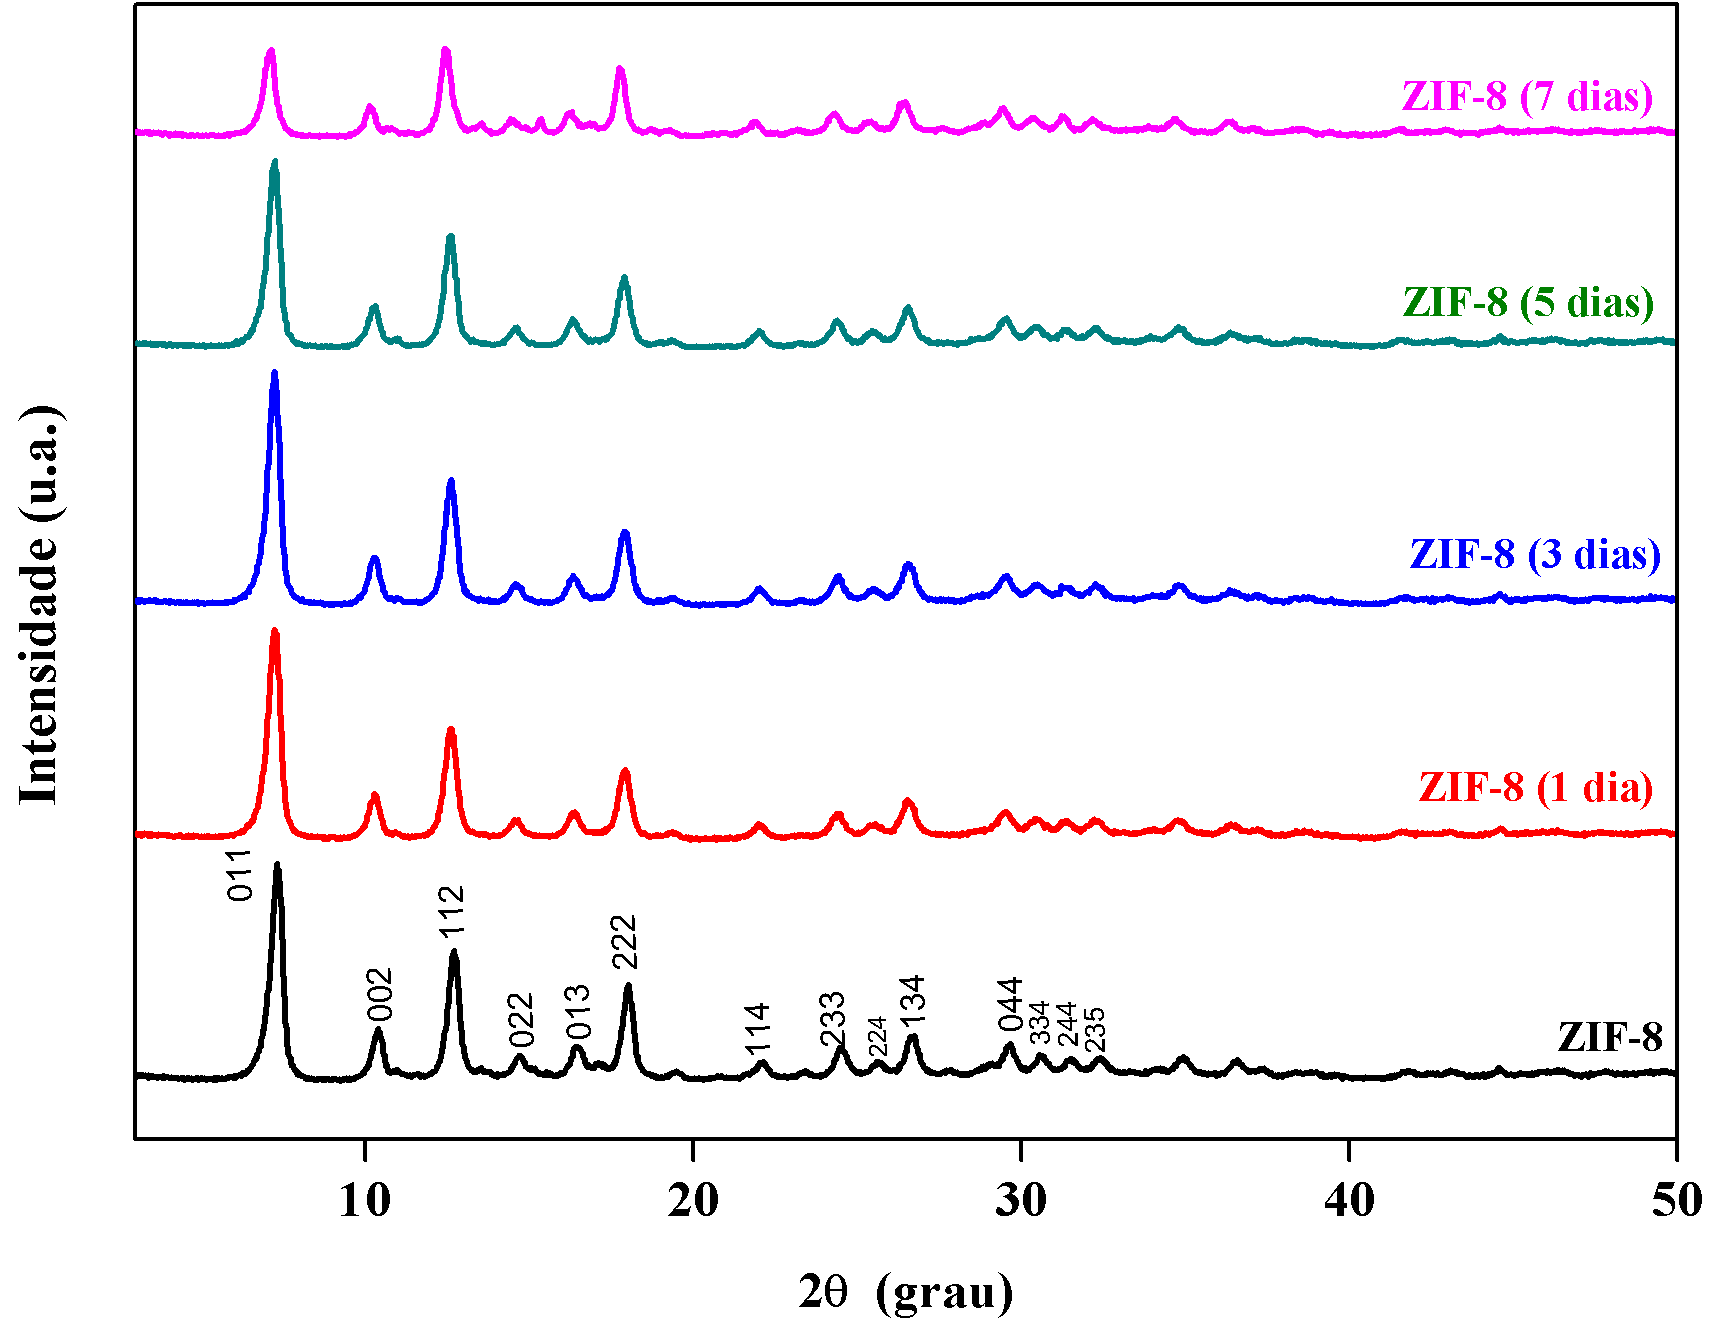 ZIF-8 (7 dias)
ZIF-8 (5 dias)
ZIF-8 (3 dias)
ZIF-8 (1 dia)
ZIF-8
Intensidade (u.a.)
011
002
112
022
013
222
114
233
224
134
044
334
244
235
10
20
30
40
50
2θ (grau)